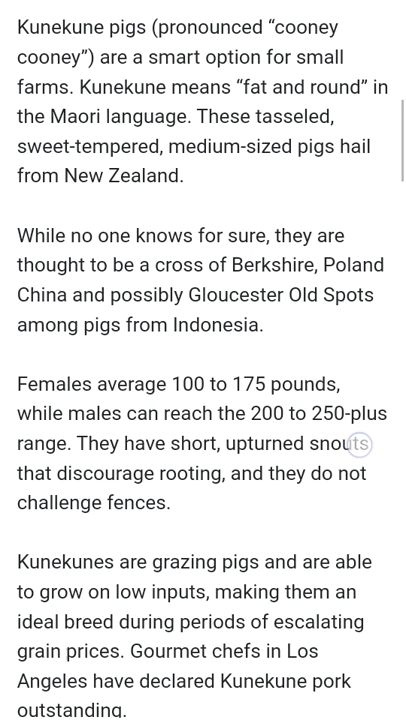 Kunekune pigs (pronounced “cooney
cooney”) are a smart option for small
farms. Kunekune means “fat and round” in
the Maori language. These tasseled,
sweet-tempered, medium-sized pigs hail
from New Zealand.
While no one knows for sure, they are
thought to be a cross of Berkshire, Poland
China and possibly Gloucester Old Spots
among pigs from Indonesia.
Females average 100 to 175 pounds,
while males can reach the 200 to 250-plus
range. They have short, upturned snouts
that discourage rooting, and they do not
challenge fences.
Kunekunes are grazing pigs and are able
to grow on low inputs, making them an
ideal breed during periods of escalating
grain prices. Gourmet chefs in Los
Angeles have declared Kunekune pork
outstanding.